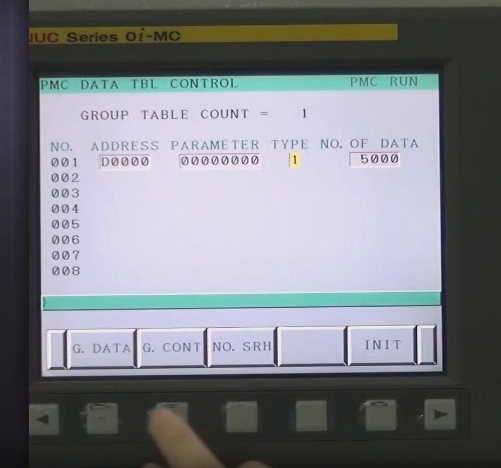 UC Series 0i-MC
PMC DATA TBL CONTROL PMC RUN
GROUP TABLE COUNT = 1
NO. ADDRESS PARAMETER TYPE NO. OF DATA
001 D0000 00000000 1 5000
002
003
004
005
006
007
008
)
G. DATA G. CONT NO. SRH INIT